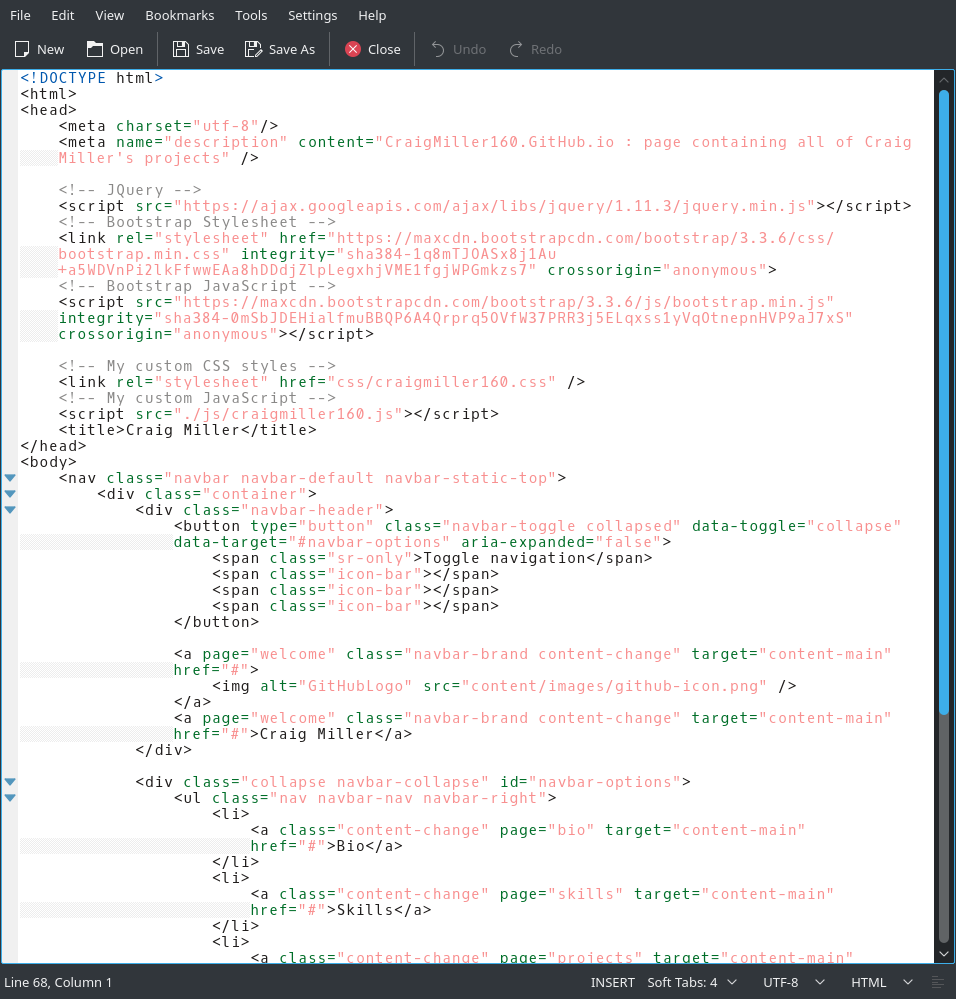 File Edit View Bookmarks Tools Settings Help
New Open Save Save As Close Undo Redo
<!DOCTYPE html>
<html>
<head>
<meta charset="utf-8"/>
<meta name="description" content="CraigMiller160.GitHub.io : page containing all of Craig
Miller's projects" />
<!-- JQuery -->
<script src="https://ajax.googleapis.com/ajax/libs/jquery/1.11.3/jquery.min.js"></script>
<!-- Bootstrap Stylesheet -->
<link rel="stylesheet" href="https://maxcdn.bootstrapcdn.com/bootstrap/3.3.6/css/
bootstrap.min.css" integrity="sha384-1q8mTJOASx8j1Au
+a5WDVnPi2lkFfwwEAa8hDDdjZlpLegxhjVME1fgjWPGmkzs7" crossorigin="anonymous">
<!-- Bootstrap JavaScript -->
<script src="https://maxcdn.bootstrapcdn.com/bootstrap/3.3.6/js/bootstrap.min.js"
integrity="sha384-0mSbJDEHialfmuBBQP6A4Qrprq5OVfW37PRR3j5ELqxss1yVqOtnepnHVP9aJ7xS"
crossorigin="anonymous"></script>
<!-- My custom CSS styles -->
<link rel="stylesheet" href="css/craigmiller160.css" />
<!-- My custom JavaScript -->
<script src="./js/craigmiller160.js"></script>
<title>Craig Miller</title>
</head>
<body>
<nav class="navbar navbar-default navbar-static-top">
<div class="container">
<div class="navbar-header">
<button type="button" class="navbar-toggle collapsed" data-toggle="collapse"
data-target="#navbar-options" aria-expanded="false">
<span class="sr-only">Toggle navigation</span>
<span class="icon-bar"></span>
<span class="icon-bar"></span>
<span class="icon-bar"></span>
</button>
<a page="welcome" class="navbar-brand content-change" target="content-main"
href="#">
<img alt="GitHubLogo" src="content/images/github-icon.png" />
</a>
<a page="welcome" class="navbar-brand content-change" target="content-main"
href="#">Craig Miller</a>
</div>
<div class="collapse navbar-collapse" id="navbar-options">
<ul class="nav navbar-nav navbar-right">
<li>
<a class="content-change" page="bio" target="content-main"
href="#">Bio</a>
</li>
<li>
<a class="content-change" page="skills" target="content-main"
href="#">Skills</a>
</li>
<li>
<a class="content-change" page="projects" target="content-main"
Line 68, Column 1 INSERT Soft Tabs: 4 UTF-8 HTML